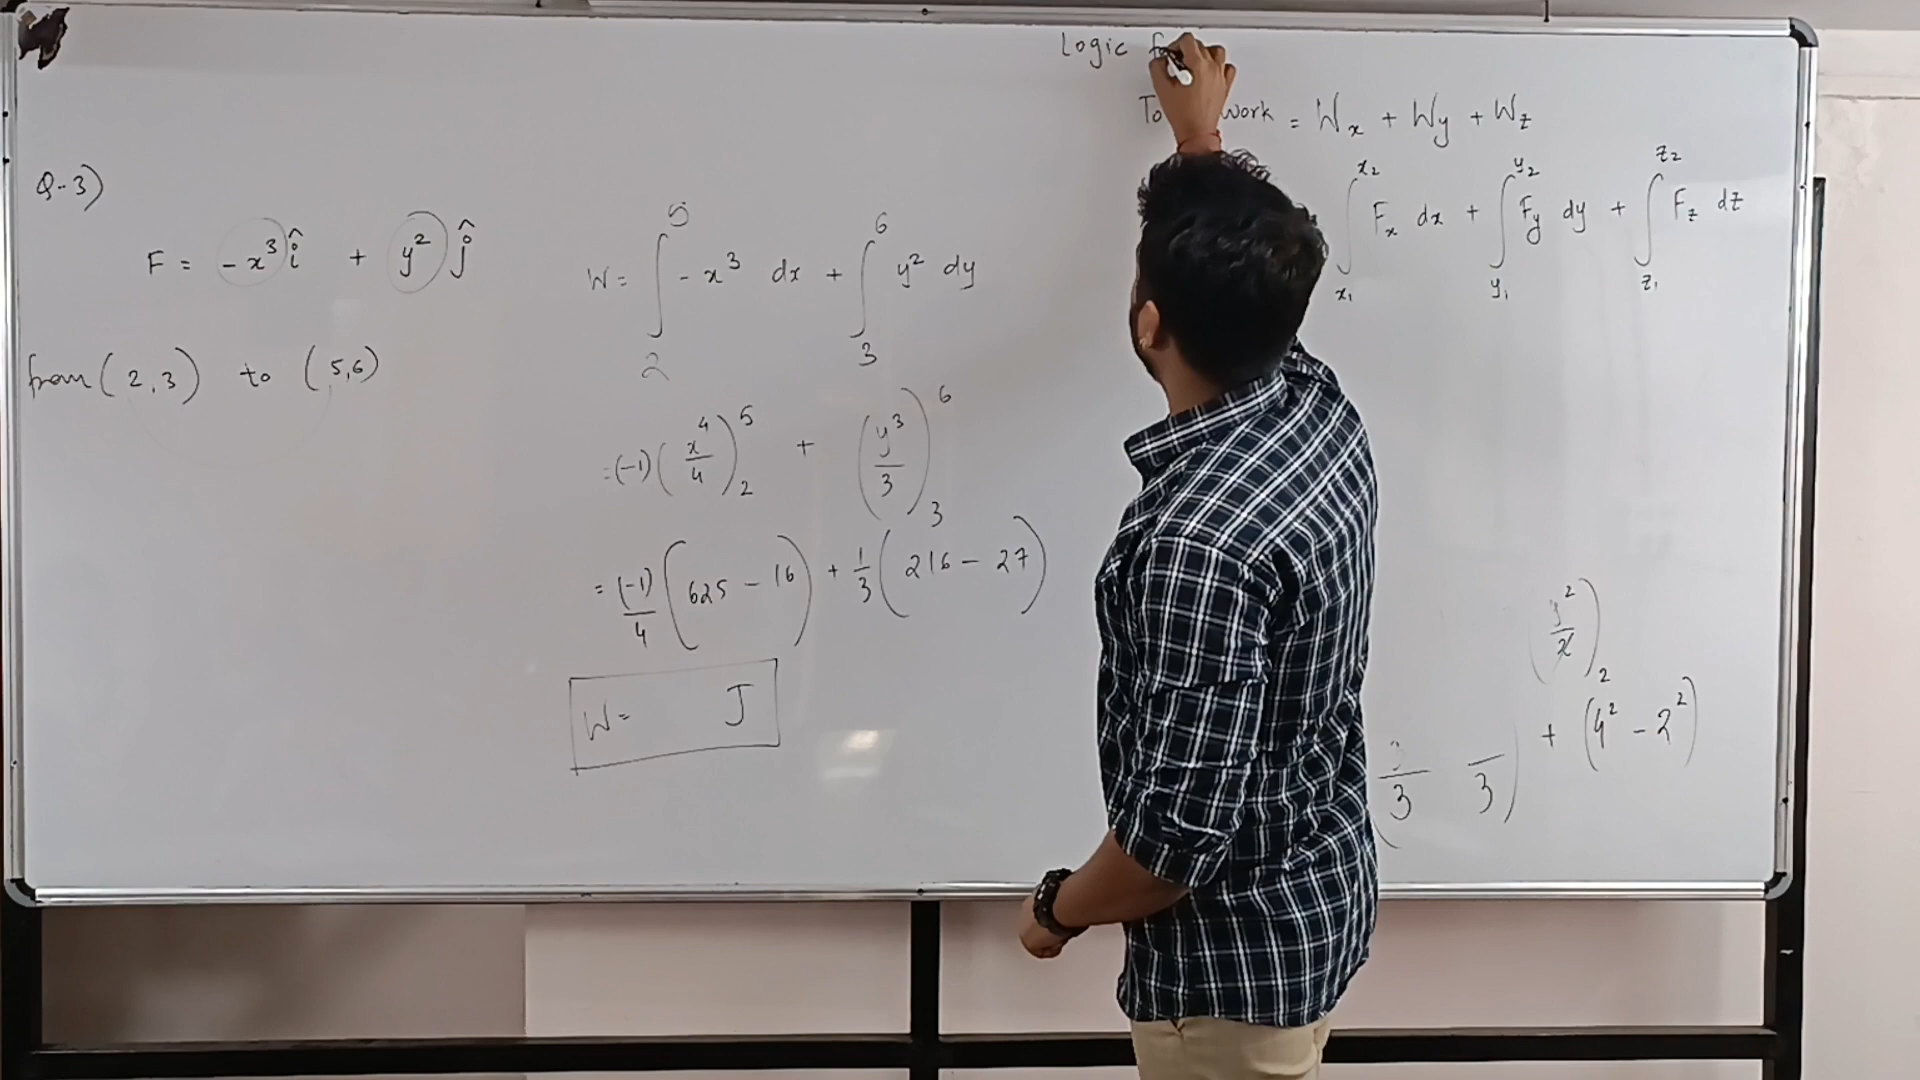 Q-3)
F = -x³ î + y² ĵ
from (2,3) to (5,6)
W = ∫₂⁵ -x³ dx + ∫₃⁶ y² dy
= (-1) (x⁴/4)₂⁵ + (y³/3)₃⁶
= (-1)/4 (625 - 16) + 1/3 (216 - 27)
W = J
Logic
work = Wx + Wy + Wz
∫x₁x₂ Fx dx + ∫y₁y₂ Fy dy + ∫z₁z₂ Fz dz
+ (4² - 2²)